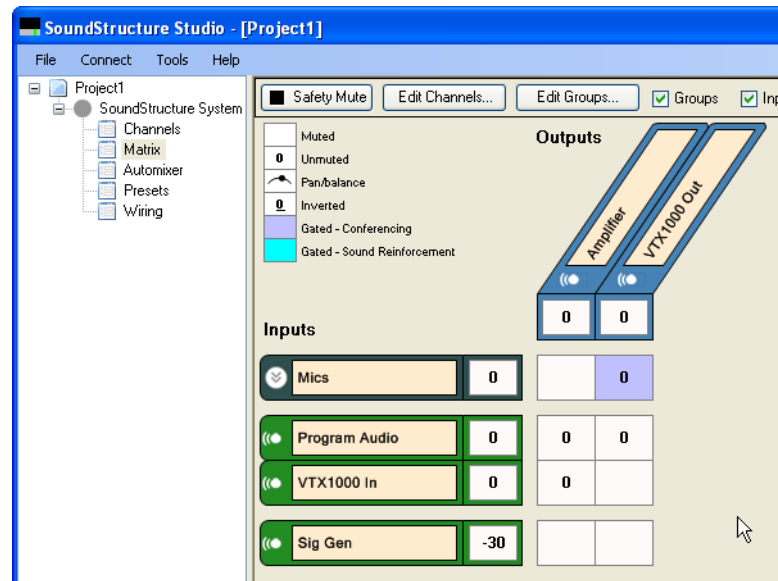 SoundStructure Studio - [Project1]
File Connect Tools Help
Project1
SoundStructure System
Channels
Matrix
Automixer
Presets
Wiring
Safety Mute Edit Channels... Edit Groups... Groups
Muted
0 Unmuted
Pan/balance
0 Inverted
Gated - Conferencing
Gated - Sound Reinforcement
Outputs
Amplifier
VTX1000 Out
0 0
Inputs
Mics 0 0
Program Audio 0 0 0
VTX1000 In 0 0
Sig Gen -30